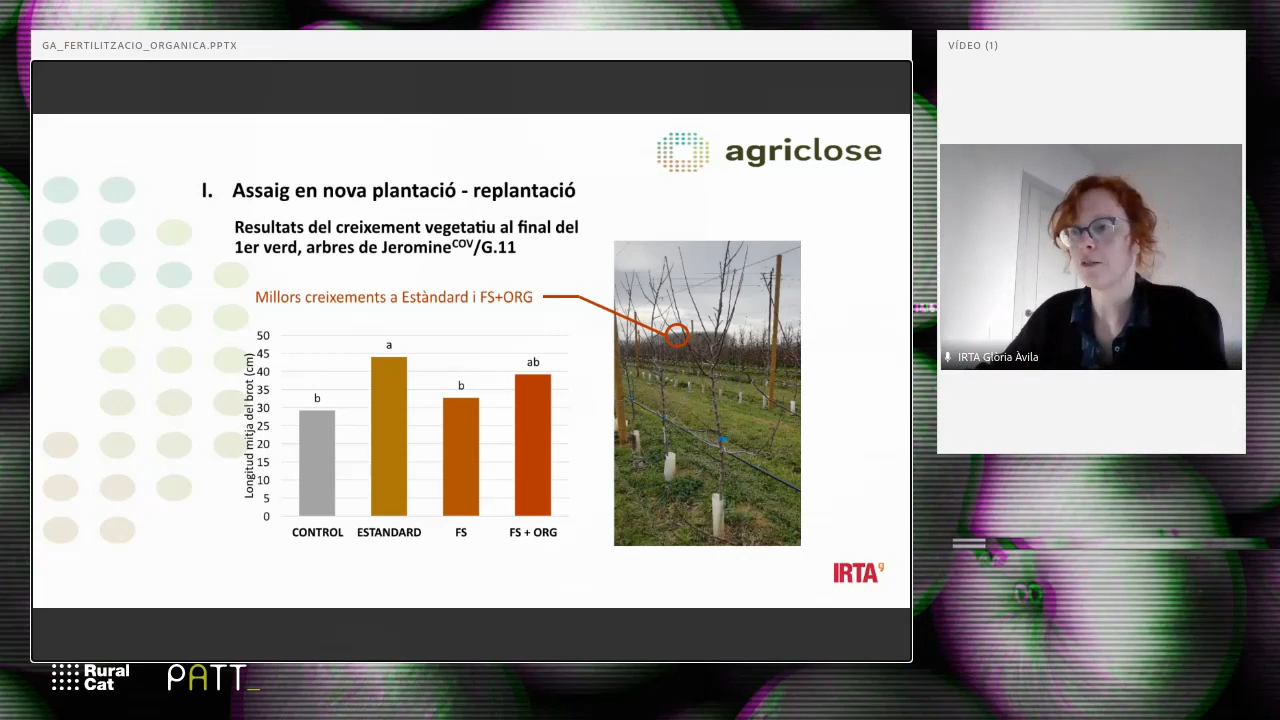 GA_FERTILITZACIO_ORGANICA.PPTX
VÍDEO (1)
agriclose
I. Assaig en nova plantació - replantació
Resultats del creixement vegetatiu al final del
1er verd, arbres de Jeromineᶜᴼⱽ/G.11
Millors creixements a Estàndard i FS+ORG
Longitud mitja del brot (cm)
50
45
40
35
30
25
20
15
10
5
0
b
a
b
ab
CONTROL ESTANDARD FS FS + ORG
IRTA
IRTA Glòria Àvila
Rural
Cat
PATT_